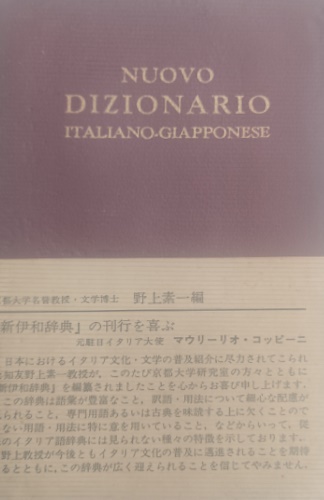 NUOVO
DIZIONARIO
ITALIANO-GIAPPONESE
都大学名誉教授・文学博士 野上素一編
新伊和辞典』の刊行を喜ぶ
元駐日イタリア大使 マウリーリオ・コッピーニ
日本におけるイタリア文化・文学の普及紹介に尽力されてこられ
知友野上素一教授が、このたび京都大学研究室の方々とともに
新伊和辞典』を編纂されましたことを心からお喜び申し上げます。
この辞典は語彙が豊富なこと、訳語・用法について細心な配慮が
られること、専門用語あるいは古典を味読する上に欠くことので
ない用語・用法に特に意を用いていること、などからいって、従
のイタリア語辞典には見られない種々の特徴を示しております。
野上教授が今後ともイタリア文化の普及に邁進されることを期待
るとともに、この辞典が広く迎えられることを信じてやみません。